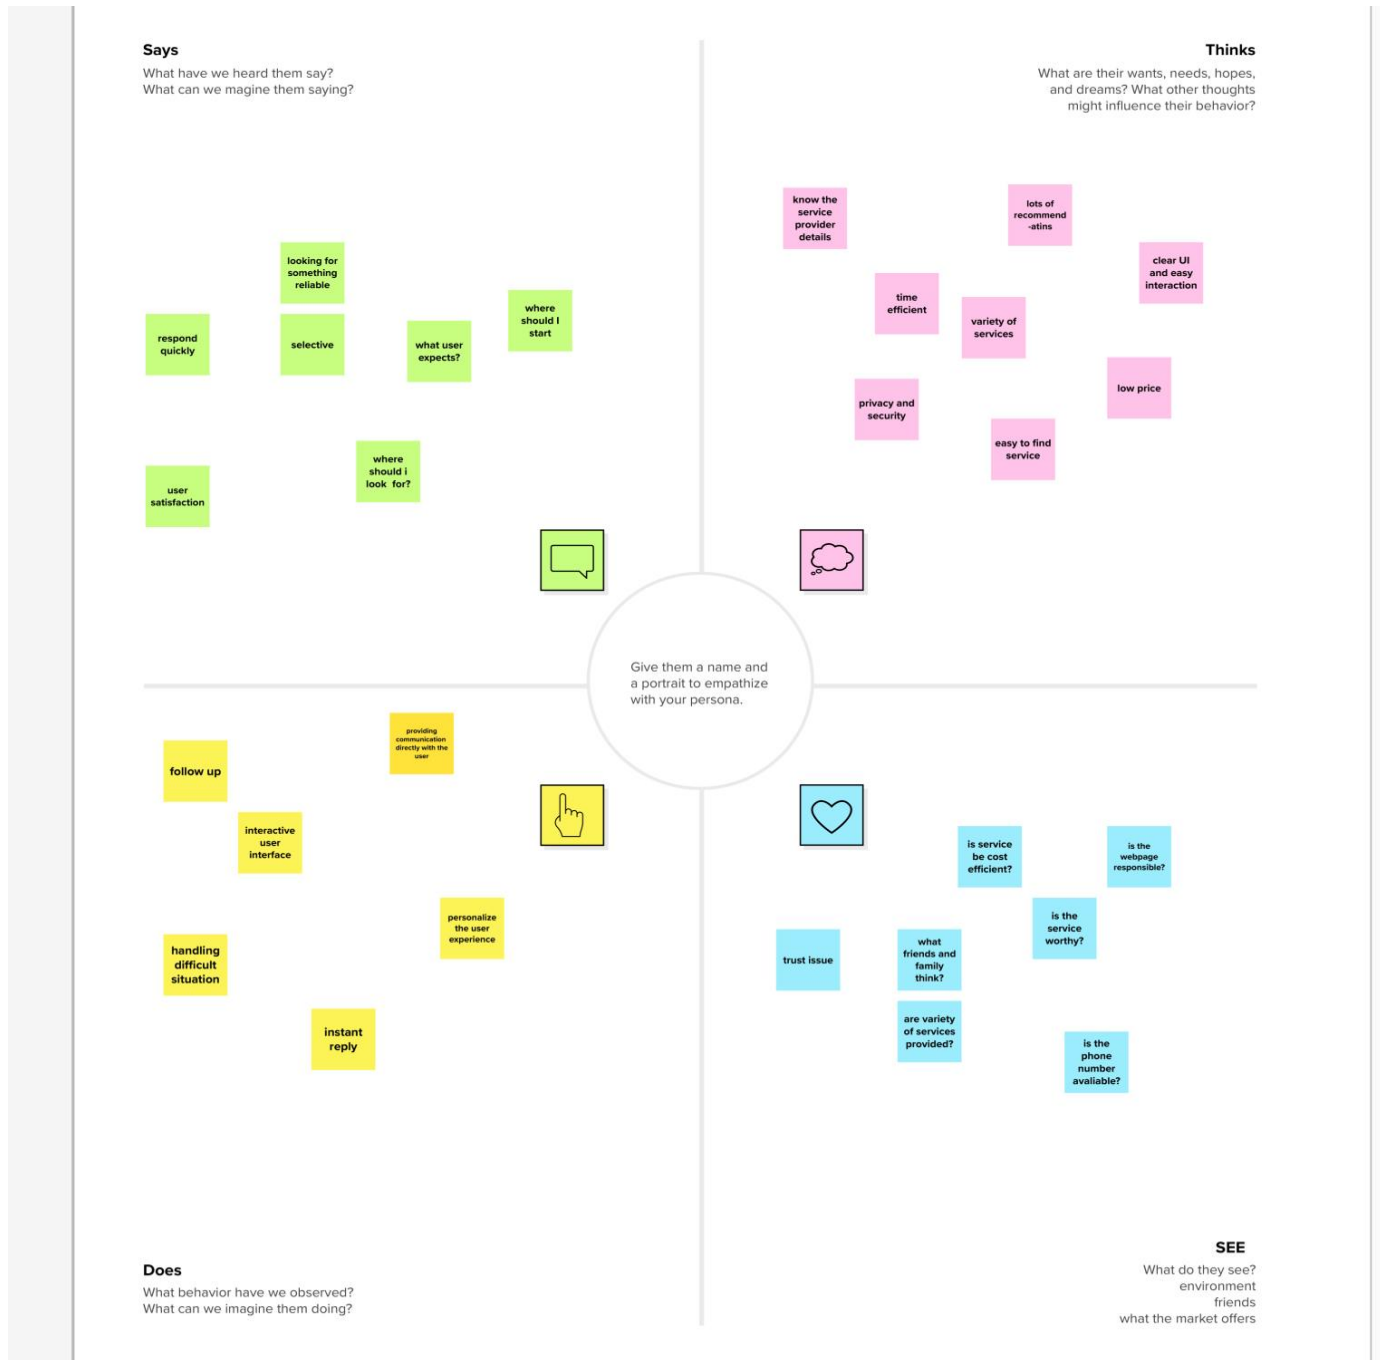 Says
What have we heard them say?
What can we magine them saying?
Thinks
What are their wants, needs, hopes,
and dreams? What other thoughts
might influence their behavior?
looking for
something
reliable
where
should I
start
respond
quickly
selective
what user
expects?
where
should i
look for?
user
satisfaction
know the
service
provider
details
lots of
recommend
-atins
clear UI
and easy
interaction
time
efficient
variety of
services
low price
privacy and
security
easy to find
service
Give them a name and
a portrait to empathize
with your persona.
providing
communication
directly with the
user
follow up
interactive
user
interface
personalize
the user
experience
handling
difficult
situation
instant
reply
is service
be cost
efficient?
is the
webpage
responsible?
is the
service
worthy?
trust issue
what
friends and
family
think?
are variety
of services
provided?
is the
phone
number
avaliable?
Does
What behavior have we observed?
What can we imagine them doing?
SEE
What do they see?
environment
friends
what the market offers